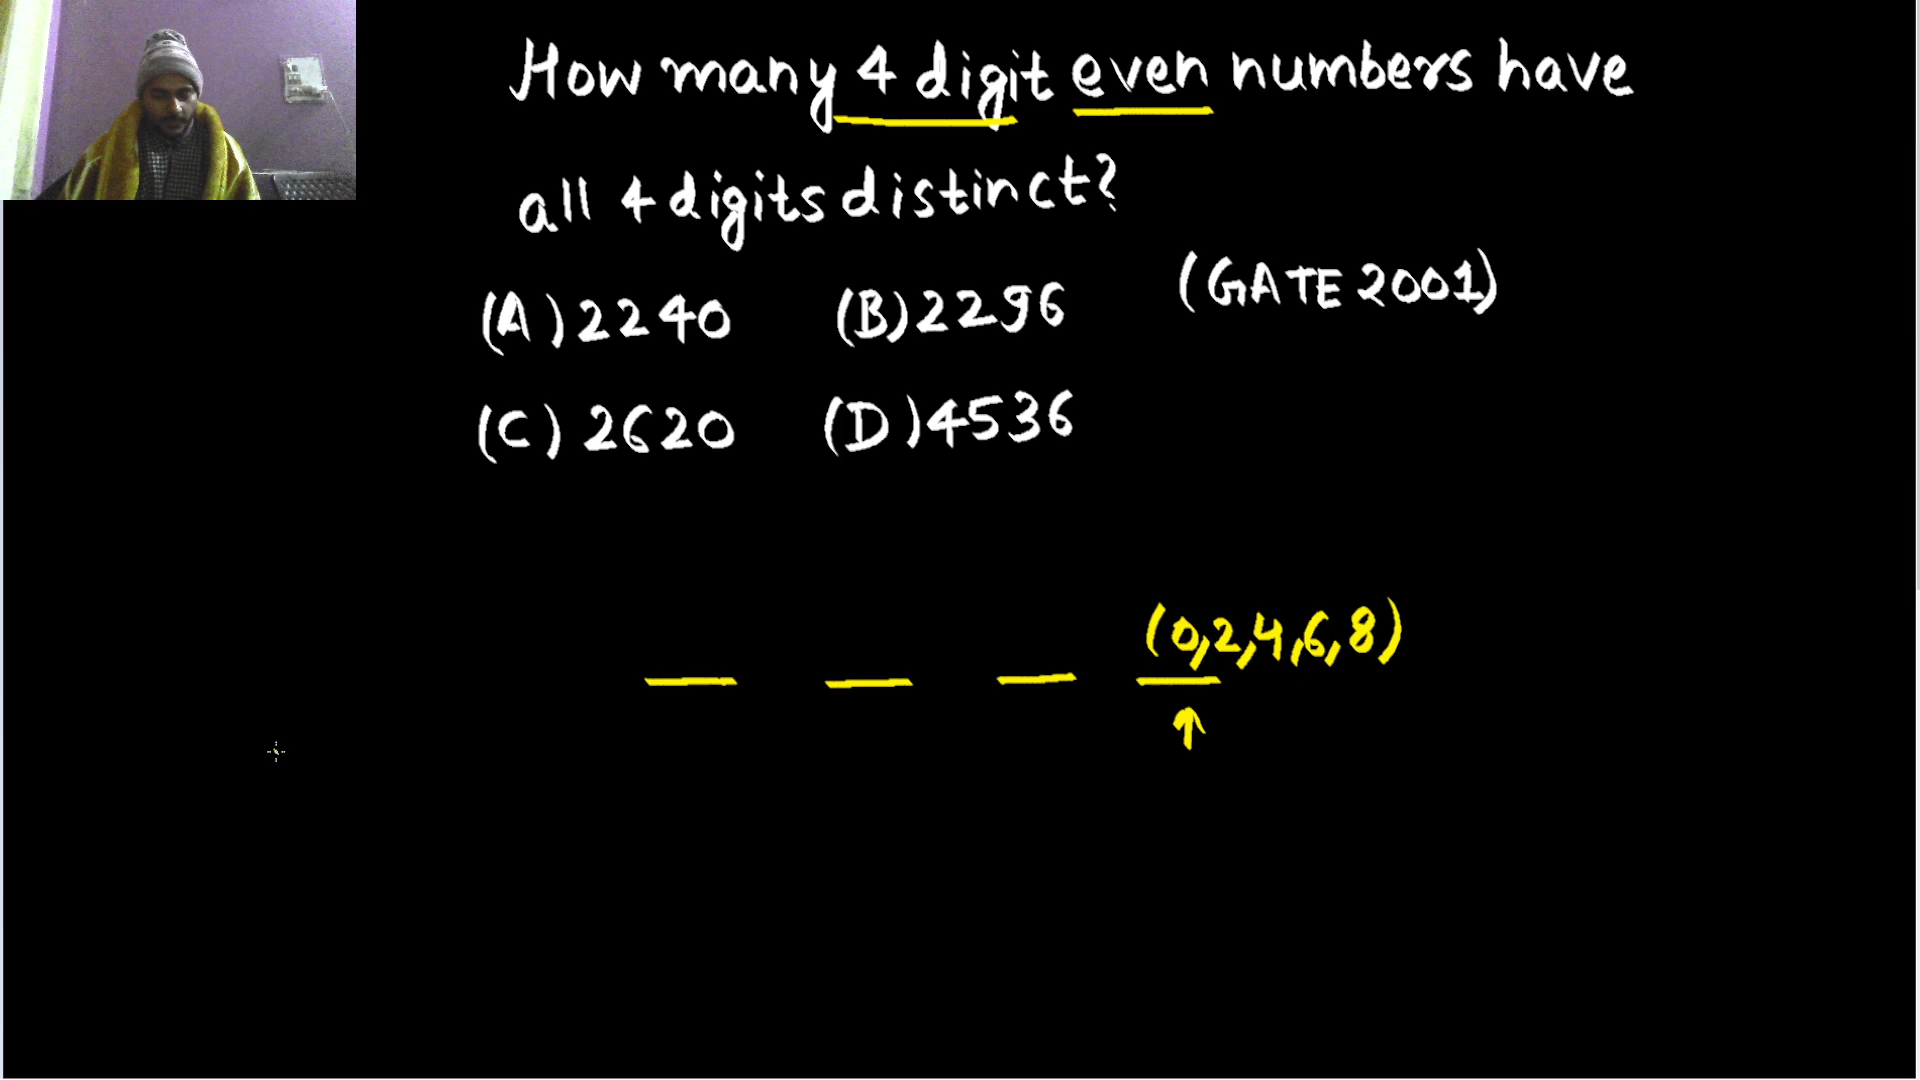 How many 4 digit even numbers have
all 4 digits distinct?
(GATE 2001)
(A) 2240 (B) 2296
(C) 2620 (D) 4536
(0,2,4,6,8)